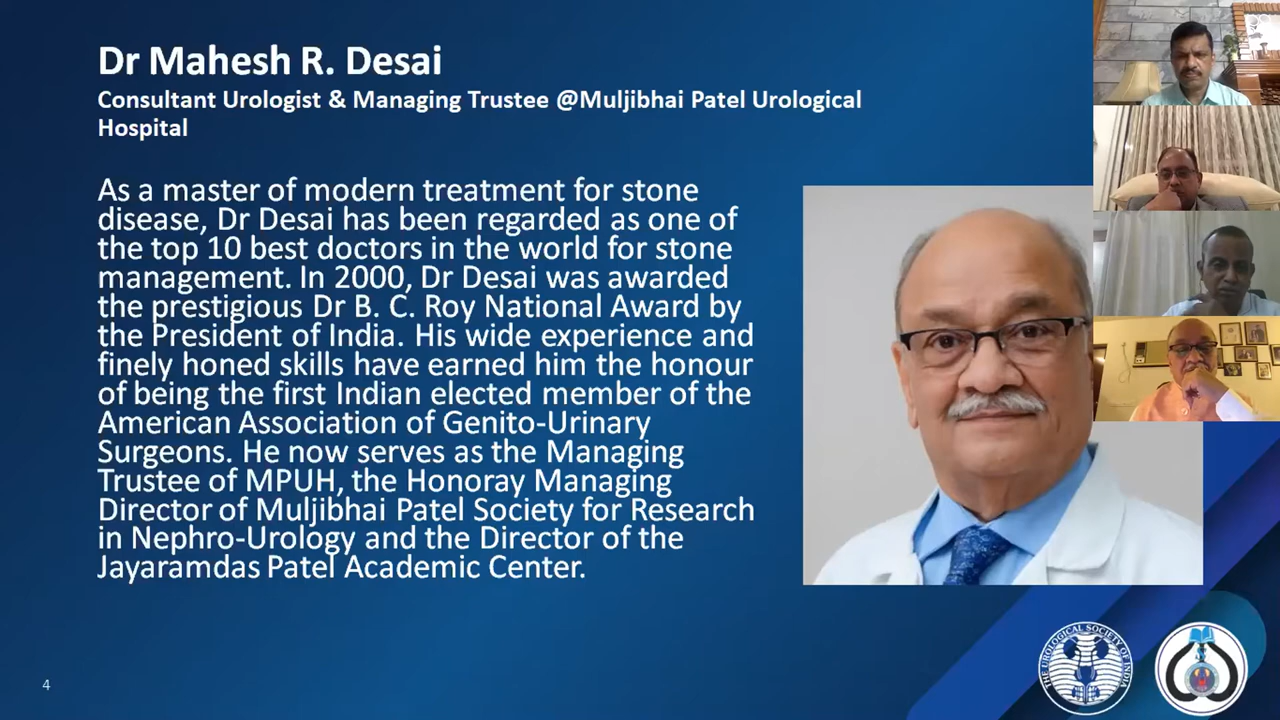 Dr Mahesh R. Desai
Consultant Urologist & Managing Trustee @Muljibhai Patel Urological
Hospital
As a master of modern treatment for stone
disease, Dr Desai has been regarded as one of
the top 10 best doctors in the world for stone
management. In 2000, Dr Desai was awarded
the prestigious Dr B. C. Roy National Award by
the President of India. His wide experience and
finely honed skills have earned him the honour
of being the first Indian elected member of the
American Association of Genito-Urinary
Surgeons. He now serves as the Managing
Trustee of MPUH, the Honoray Managing
Director of Muljibhai Patel Society for Research
in Nephro-Urology and the Director of the
Jayaramdas Patel Academic Center.
THE UROLOGICAL SOCIETY OF INDIA
4